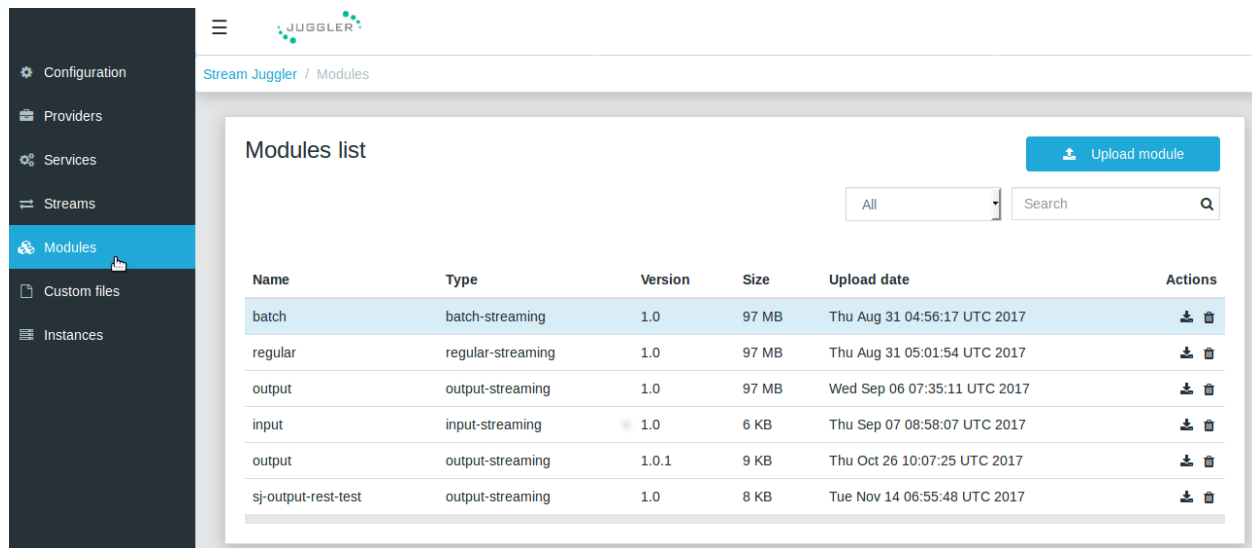 JUGGLER
Configuration
Providers
Services
Streams
Modules
Custom files
Instances
Stream Juggler / Modules
Modules list
Upload module
All
Search
Name Type Version Size Upload date Actions
batch batch-streaming 1.0 97 MB Thu Aug 31 04:56:17 UTC 2017
regular regular-streaming 1.0 97 MB Thu Aug 31 05:01:54 UTC 2017
output output-streaming 1.0 97 MB Wed Sep 06 07:35:11 UTC 2017
input input-streaming 1.0 6 KB Thu Sep 07 08:58:07 UTC 2017
output output-streaming 1.0.1 9 KB Thu Oct 26 10:07:25 UTC 2017
sj-output-rest-test output-streaming 1.0 8 KB Tue Nov 14 06:55:48 UTC 2017